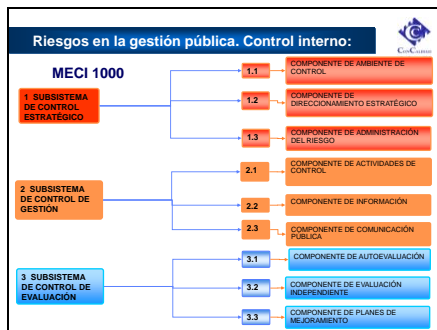 Riesgos en la gestión pública. Control interno:
ConCalidad
MECI 1000
1 SUBSISTEMA
DE CONTROL
ESTRATÉGICO
1.1
COMPONENTE DE AMBIENTE DE
CONTROL
1.2
COMPONENTE DE
DIRECCIONAMIENTO ESTRATÉGICO
1.3
COMPONENTE DE ADMINISTRACIÓN
DEL RIESGO
2 SUBSISTEMA
DE CONTROL DE
GESTIÓN
2.1
COMPONENTE DE ACTIVIDADES DE
CONTROL
2.2
COMPONENTE DE INFORMACIÓN
2.3
COMPONENTE DE COMUNICACIÓN
PÚBLICA
3 SUBSISTEMA
DE CONTROL DE
EVALUACIÓN
3.1
COMPONENTE DE AUTOEVALUACIÓN
3.2
COMPONENTE DE EVALUACIÓN
INDEPENDIENTE
3.3
COMPONENTE DE PLANES DE
MEJORAMIENTO